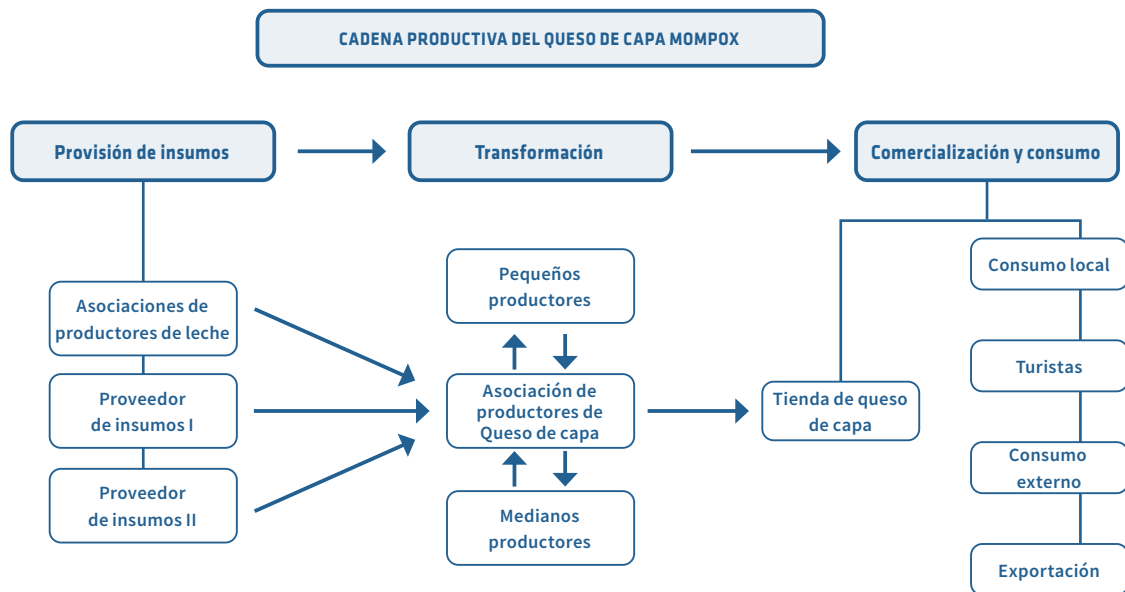 CADENA PRODUCTIVA DEL QUESO DE CAPA MOMPOX
Provisión de insumos
Transformación
Comercialización y consumo
Asociaciones de
productores de leche
Proveedor
de insumos I
Proveedor
de insumos II
Pequeños
productores
Asociación de
productores de
Queso de capa
Medianos
productores
Tienda de queso
de capa
Consumo local
Turistas
Consumo
externo
Exportación